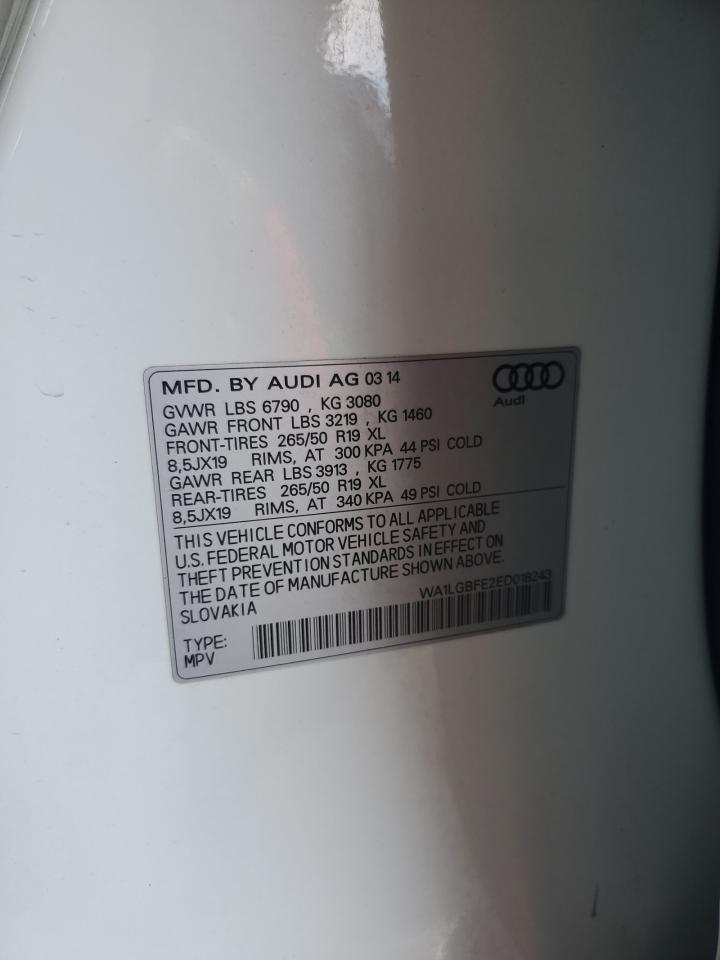 MFD. BY AUDI AG 03 14
Audi
GVWR LBS 6790 , KG 3080
GAWR FRONT LBS 3219 , KG 1460
FRONT-TIRES 265/50 R19 XL
8,5JX19 RIMS, AT 300 KPA 44 PSI COLD
GAWR REAR LBS 3913 , KG 1775
REAR-TIRES 265/50 R19 XL
8,5JX19 RIMS, AT 340 KPA 49 PSI COLD
THIS VEHICLE CONFORMS TO ALL APPLICABLE
U.S. FEDERAL MOTOR VEHICLE SAFETY AND
THEFT PREVENTION STANDARDS IN EFFECT ON
THE DATE OF MANUFACTURE SHOWN ABOVE.
SLOVAKIA
WA1LGBFE2ED018243
TYPE:
MPV